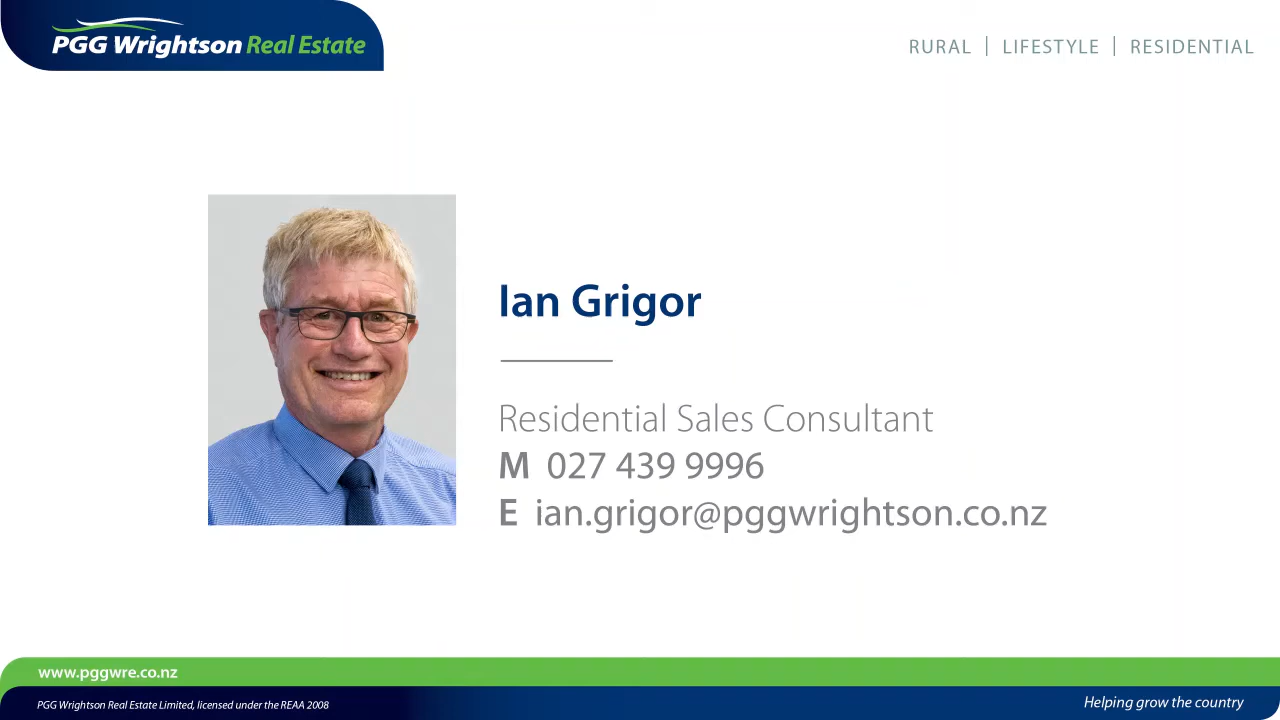 PGG Wrightson Real Estate
RURAL | LIFESTYLE | RESIDENTIAL
Ian Grigor
Residential Sales Consultant
M 027 439 9996
E ian.grigor@pggwrightson.co.nz
www.pggwre.co.nz
PGG Wrightson Real Estate Limited, licensed under the REAA 2008
Helping grow the country